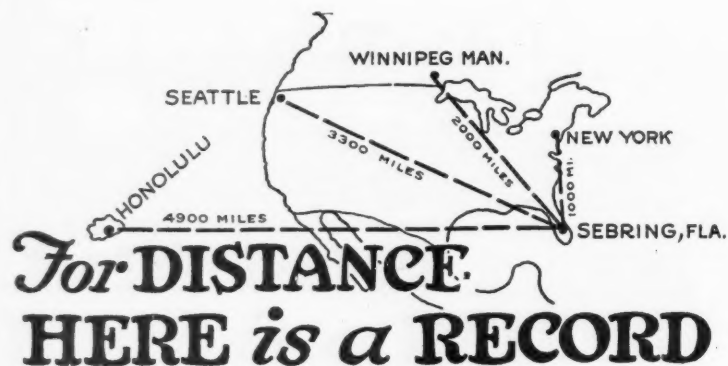 WINNIPEG MAN.
SEATTLE
NEW YORK
HONOLULU
3300 MILES
2000 MILES
1000 MI.
4900 MILES
SEBRING, FLA.
For DISTANCE.
HERE is a RECORD